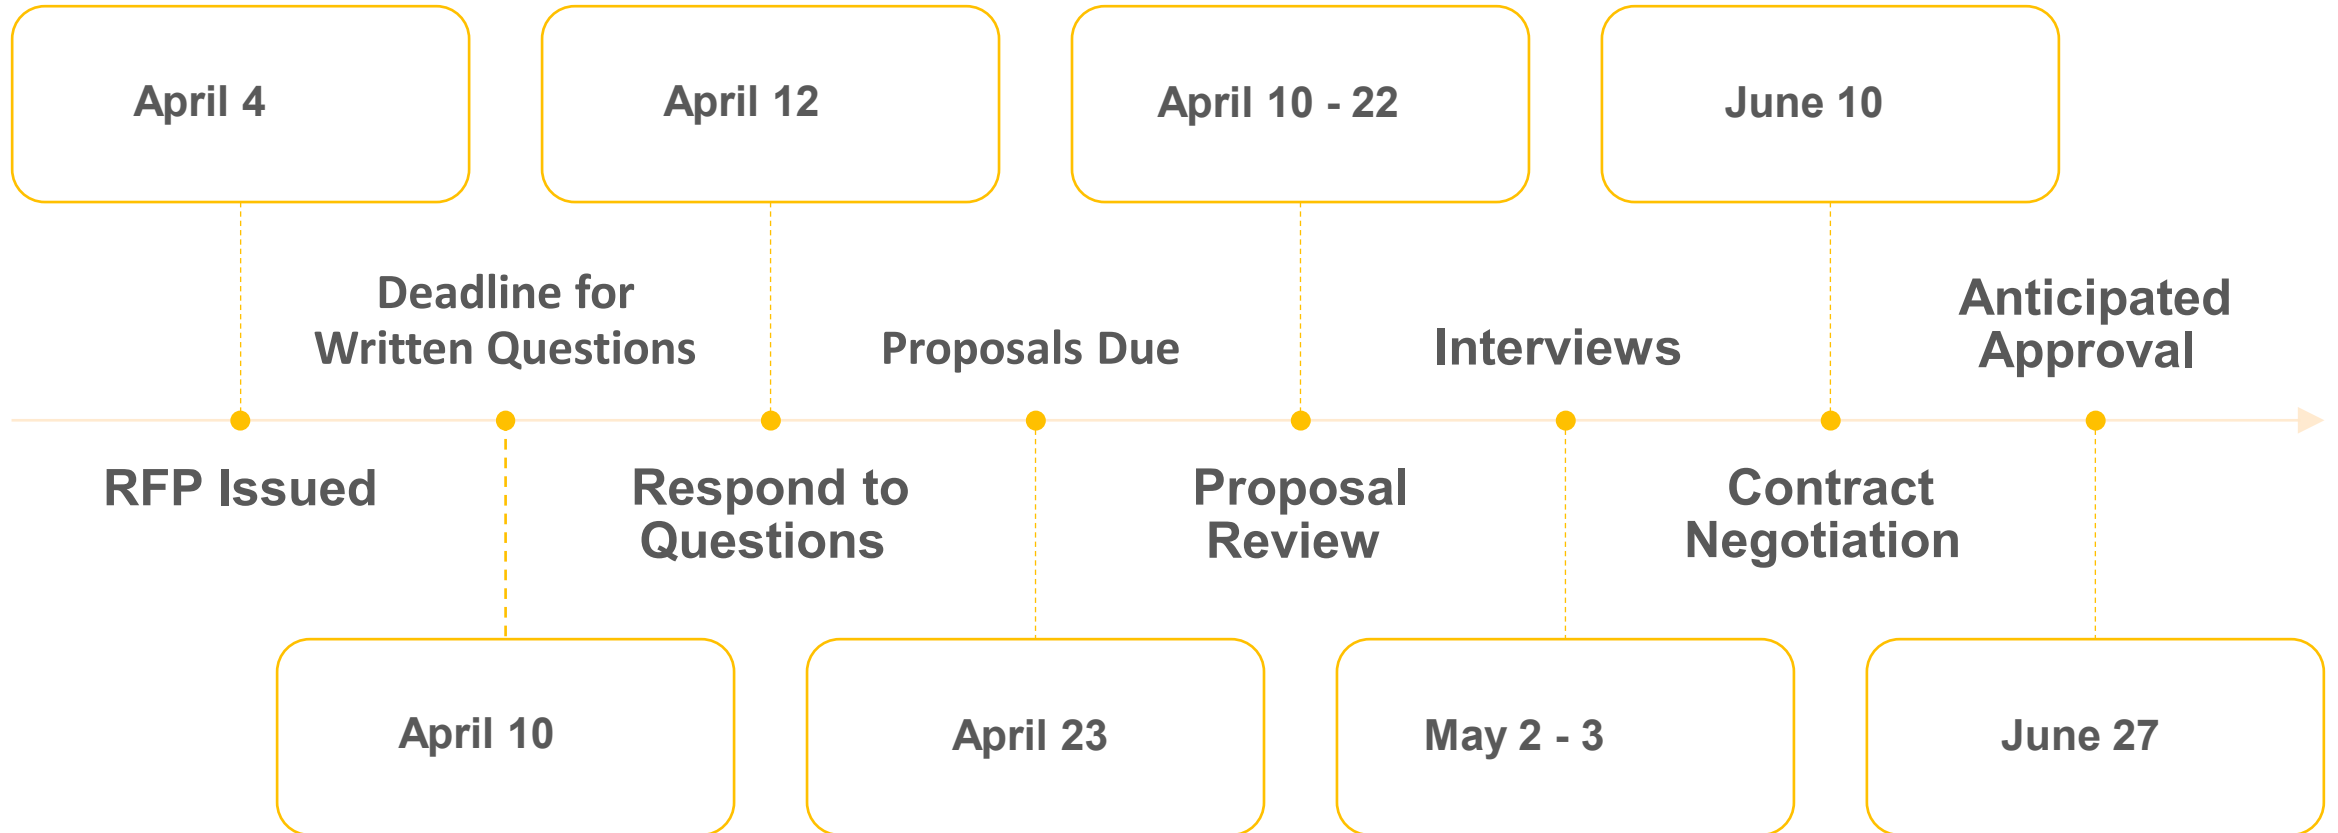 April 4
April 12
April 10 - 22
June 10
Deadline for
Written Questions
Proposals Due
Interviews
Anticipated
Approval
RFP Issued
Respond to
Questions
Proposal
Review
Contract
Negotiation
April 10
April 23
May 2 - 3
June 27